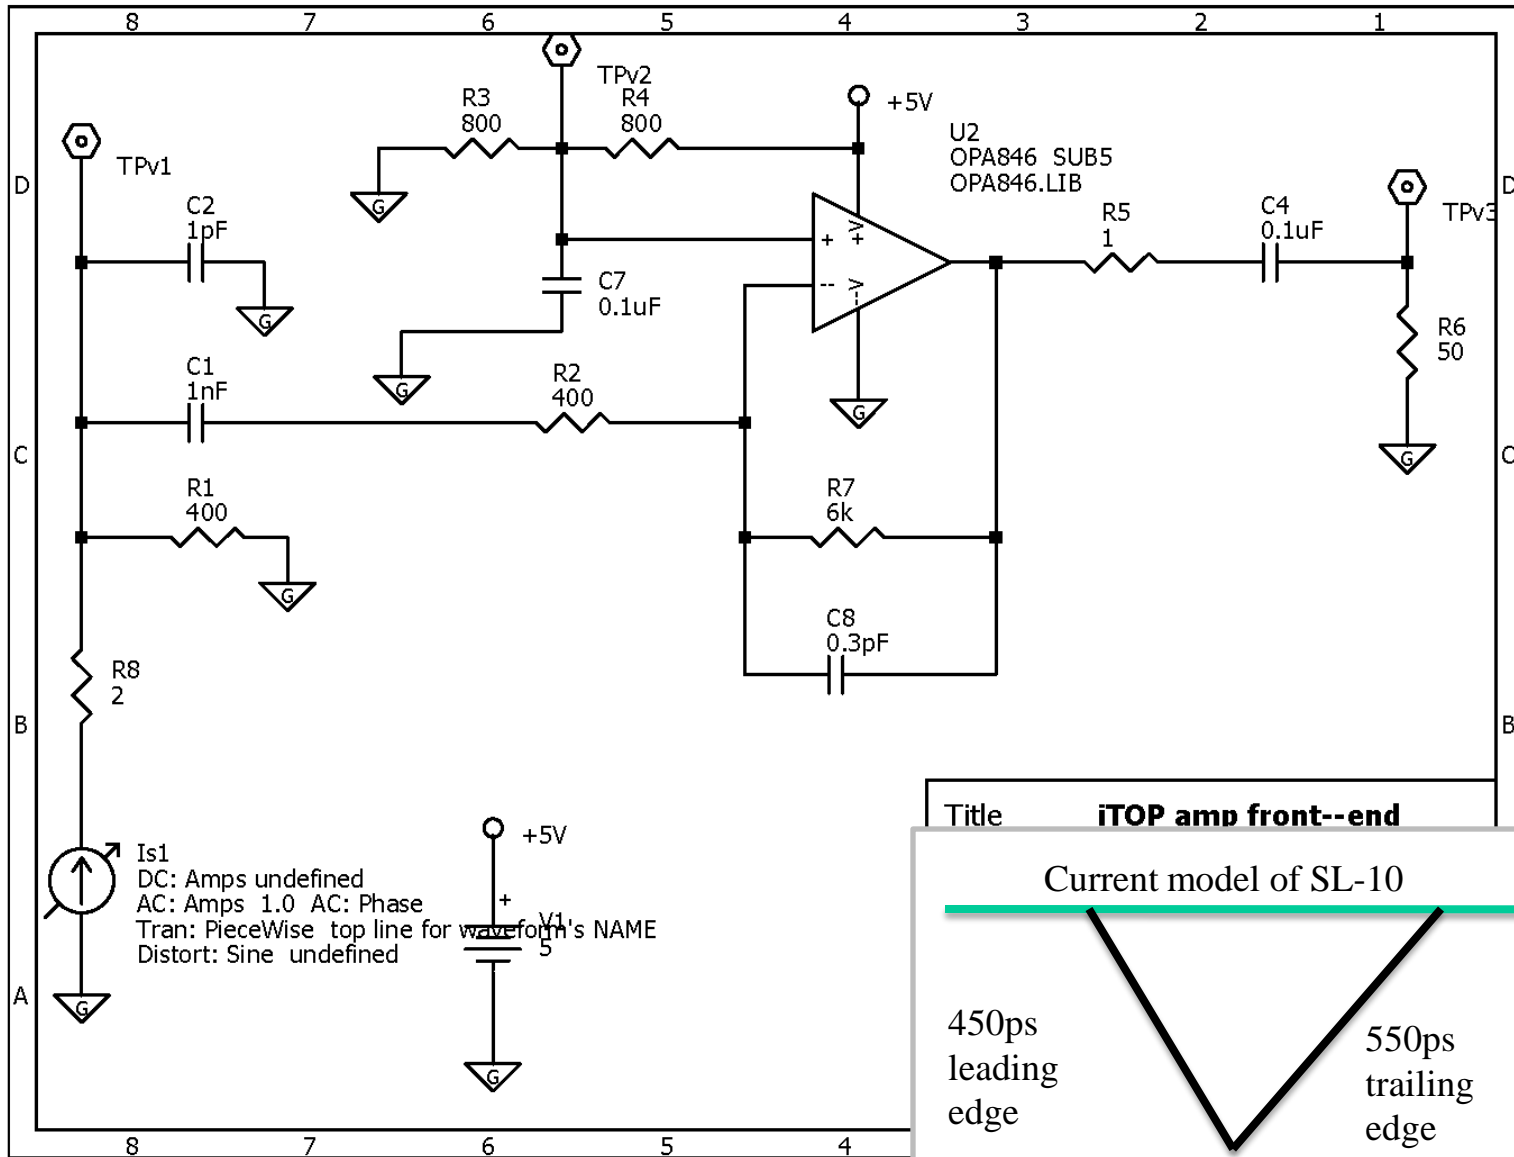 8 7 6 5 4 3 2 1
TPv2
R3
800
R4
800
+5V
U2
OPA846 SUB5
OPA846.LIB
TPv1
D
D
C2
1pF
R5
1
C4
0.1uF
TPv3
+
V
+
--
V
--
G
G
C7
0.1uF
R6
50
C1
1nF
R2
400
G
G
G
C
C
R1
400
R7
6k
G
C8
0.3pF
R8
2
B
B
Title iTOP amp front--end
+5V
Is1
DC: Amps undefined
AC: Amps 1.0 AC: Phase
Tran: PieceWise top line for waveform's NAME
Distort: Sine undefined
+
V1
5
Current model of SL-10
A
G
G
450ps
leading
edge
550ps
trailing
edge
8 7 6 5 4